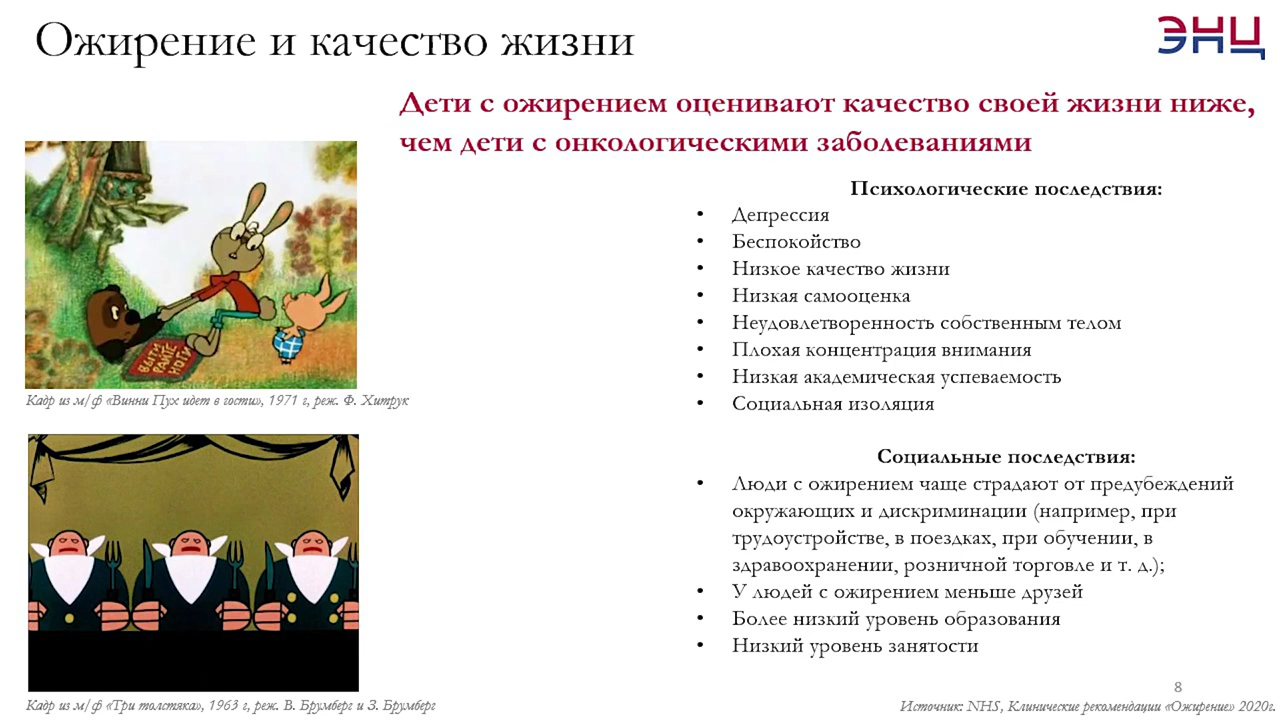 Ожирение и качество жизни
ЭНЦ
Дети с ожирением оценивают качество своей жизни ниже,
чем дети с онкологическими заболеваниями
ВЫТИ
РАЙТЕ
НОГИ
Кадр из м/ф «Винни Пух идет в гости», 1971 г, реж. Ф. Хитрук
Кадр из м/ф «Три толстяка», 1963 г, реж. В. Брумберг и З. Брумберг
Психологические последствия:
• Депрессия
• Беспокойство
• Низкое качество жизни
• Низкая самооценка
• Неудовлетворенность собственным телом
• Плохая концентрация внимания
• Низкая академическая успеваемость
• Социальная изоляция
Социальные последствия:
• Люди с ожирением чаще страдают от предубеждений
окружающих и дискриминации (например, при
трудоустройстве, в поездках, при обучении, в
здравоохранении, розничной торговле и т. д.);
• У людей с ожирением меньше друзей
• Более низкий уровень образования
• Низкий уровень занятости
8
Источник: NHS, Клинические рекомендации «Ожирение» 2020г.